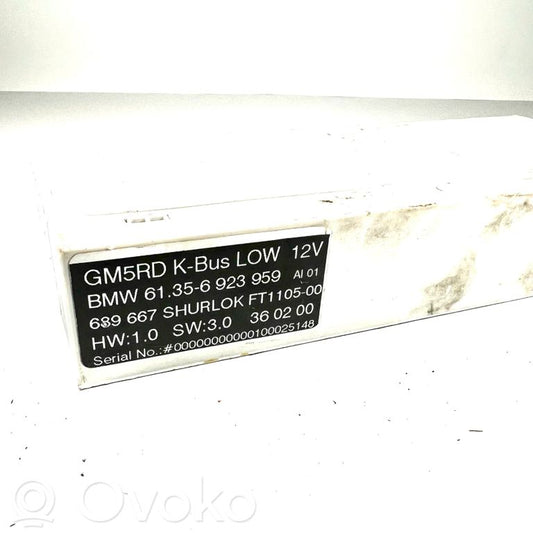 GM5RD K-Bus LOW 12V
BMW 61.35-6 923 959 AI 01
689 667 SHURLOK FT1105-00
HW:1.0 SW:3.0 36 02 00
Serial No.:#00000000000100025148
Ovoko